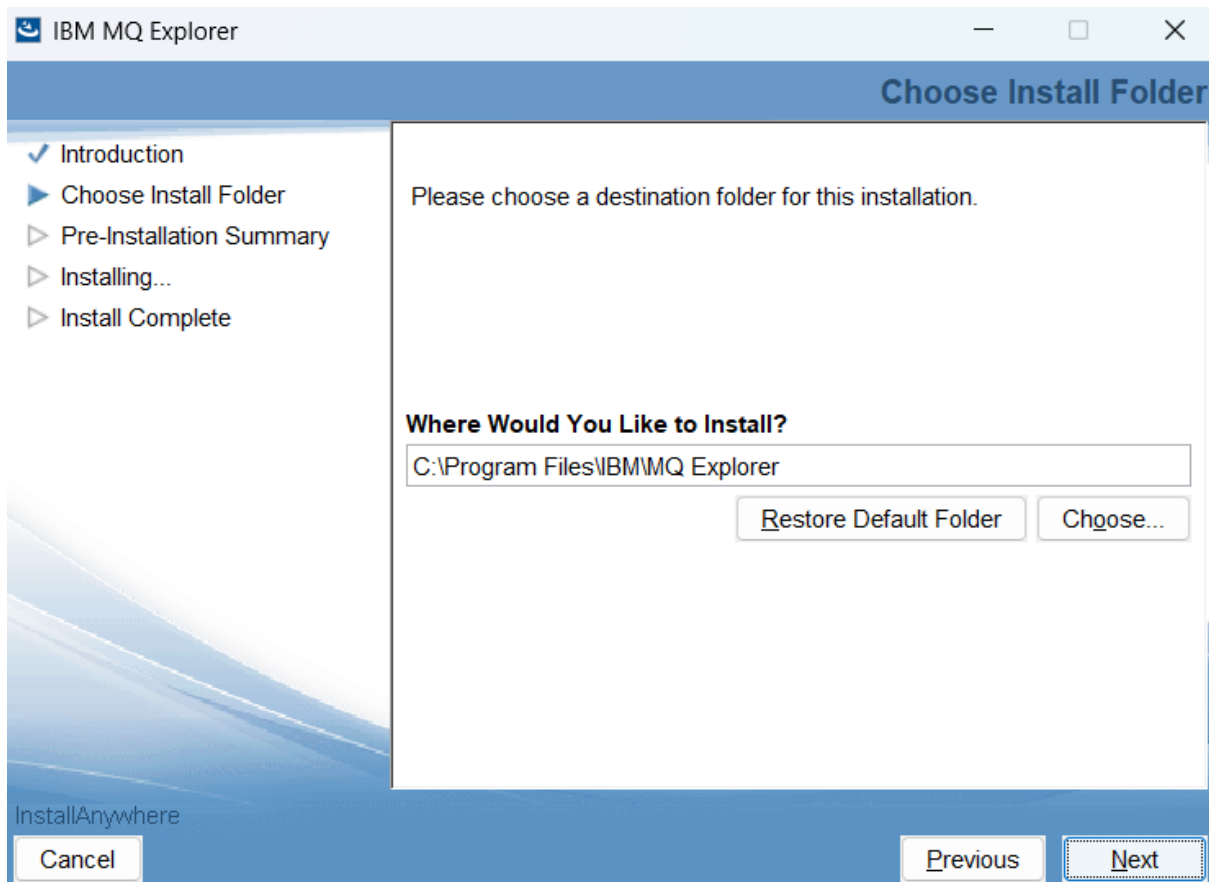 IBM MQ Explorer
Choose Install Folder
Introduction
Choose Install Folder
Pre-Installation Summary
Installing...
Install Complete
Please choose a destination folder for this installation.
Where Would You Like to Install?
C:\Program Files\IBM\MQ Explorer
Restore Default Folder
Choose...
InstallAnywhere
Cancel
Previous
Next